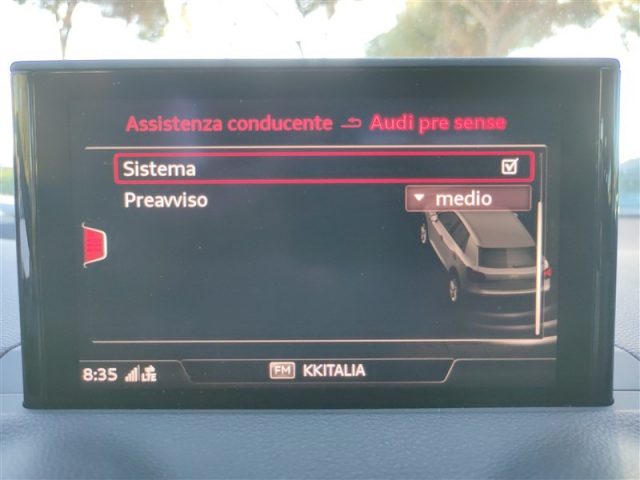 Assistenza conducente Audi pre sense
Sistema
Preavviso medio
8:35 LTE FM KKITALIA